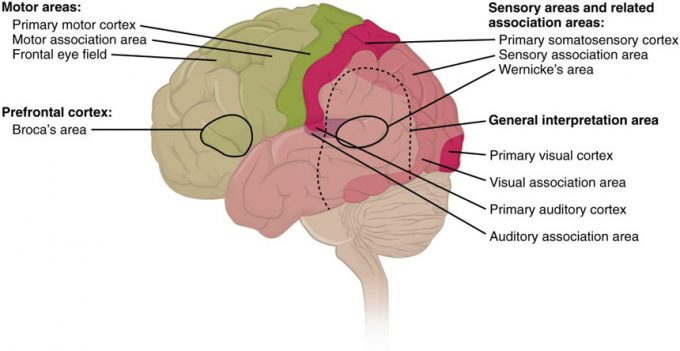 Motor areas:
Primary motor cortex
Motor association area
Frontal eye field
Prefrontal cortex:
Broca's area
Sensory areas and related
association areas:
Primary somatosensory cortex
Sensory association area
Wernicke's area
General interpretation area
Primary visual cortex
Visual association area
Primary auditory cortex
Auditory association area